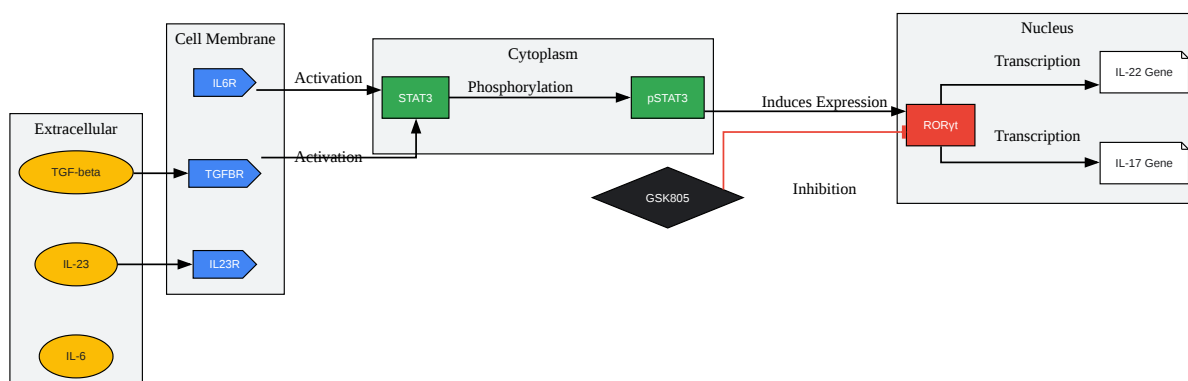 Extracellular
TGF-beta
IL-23
IL-6
Cell Membrane
IL6R
TGFBR
IL23R
Activation
Activation
Cytoplasm
STAT3
Phosphorylation
pSTAT3
GSK805
Induces Expression
Inhibition
Nucleus
RORγt
Transcription
Transcription
IL-22 Gene
IL-17 Gene